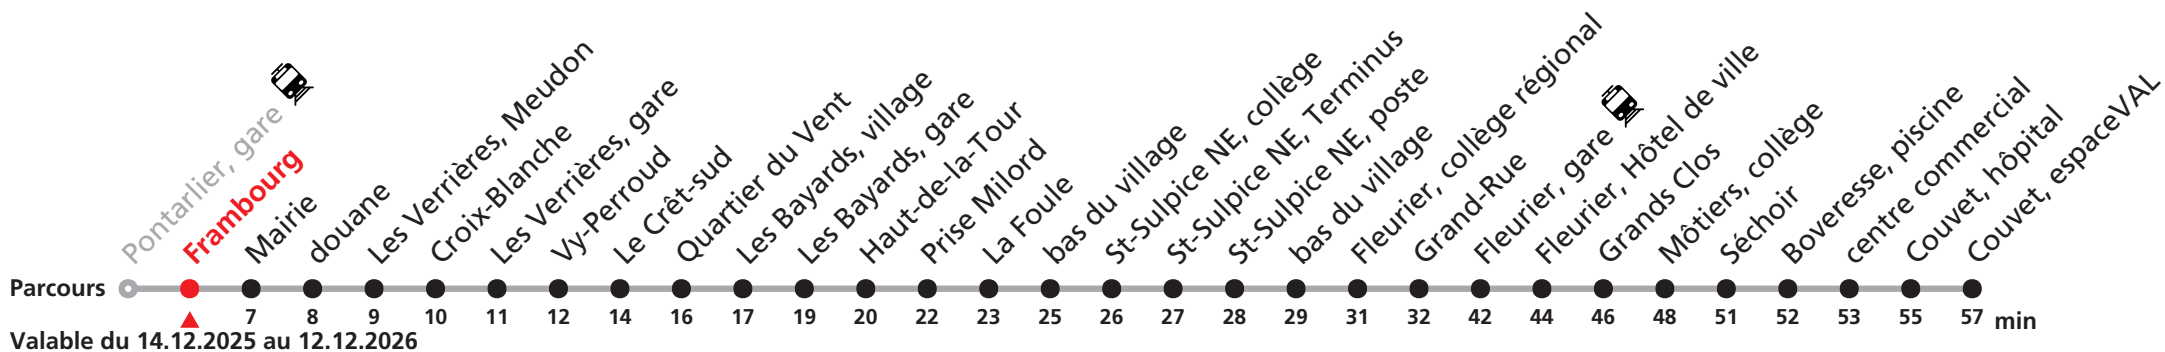 Pontarlier, gare
Frambourg
Mairie
douane
Les Verrières, Meudon
Croix-Blanche
Les Verrières, gare
Vy-Perroud
Le Crêt-sud
Quartier du Vent
Les Bayards, village
Les Bayards, gare
Haut-de-la-Tour
Prise Milord
La Foule
bas du village
St-Sulpice NE, collège
St-Sulpice NE, Terminus
St-Sulpice NE, poste
bas du village
Fleurier, collège régional
Grand-Rue
Fleurier, gare
Fleurier, Hôtel de ville
Grands Clos
Môtiers, collège
Séchoir
Boveresse, piscine
centre commercial
Couvet, hôpital
Couvet, espaceVAL
Parcours
7 8 9 10 11 12 14 16 17 19 20 22 23 25 26 27 28 29 31 32 42 44 46 48 51 52 53 55 57 min
Valable du 14.12.2025 au 12.12.2026